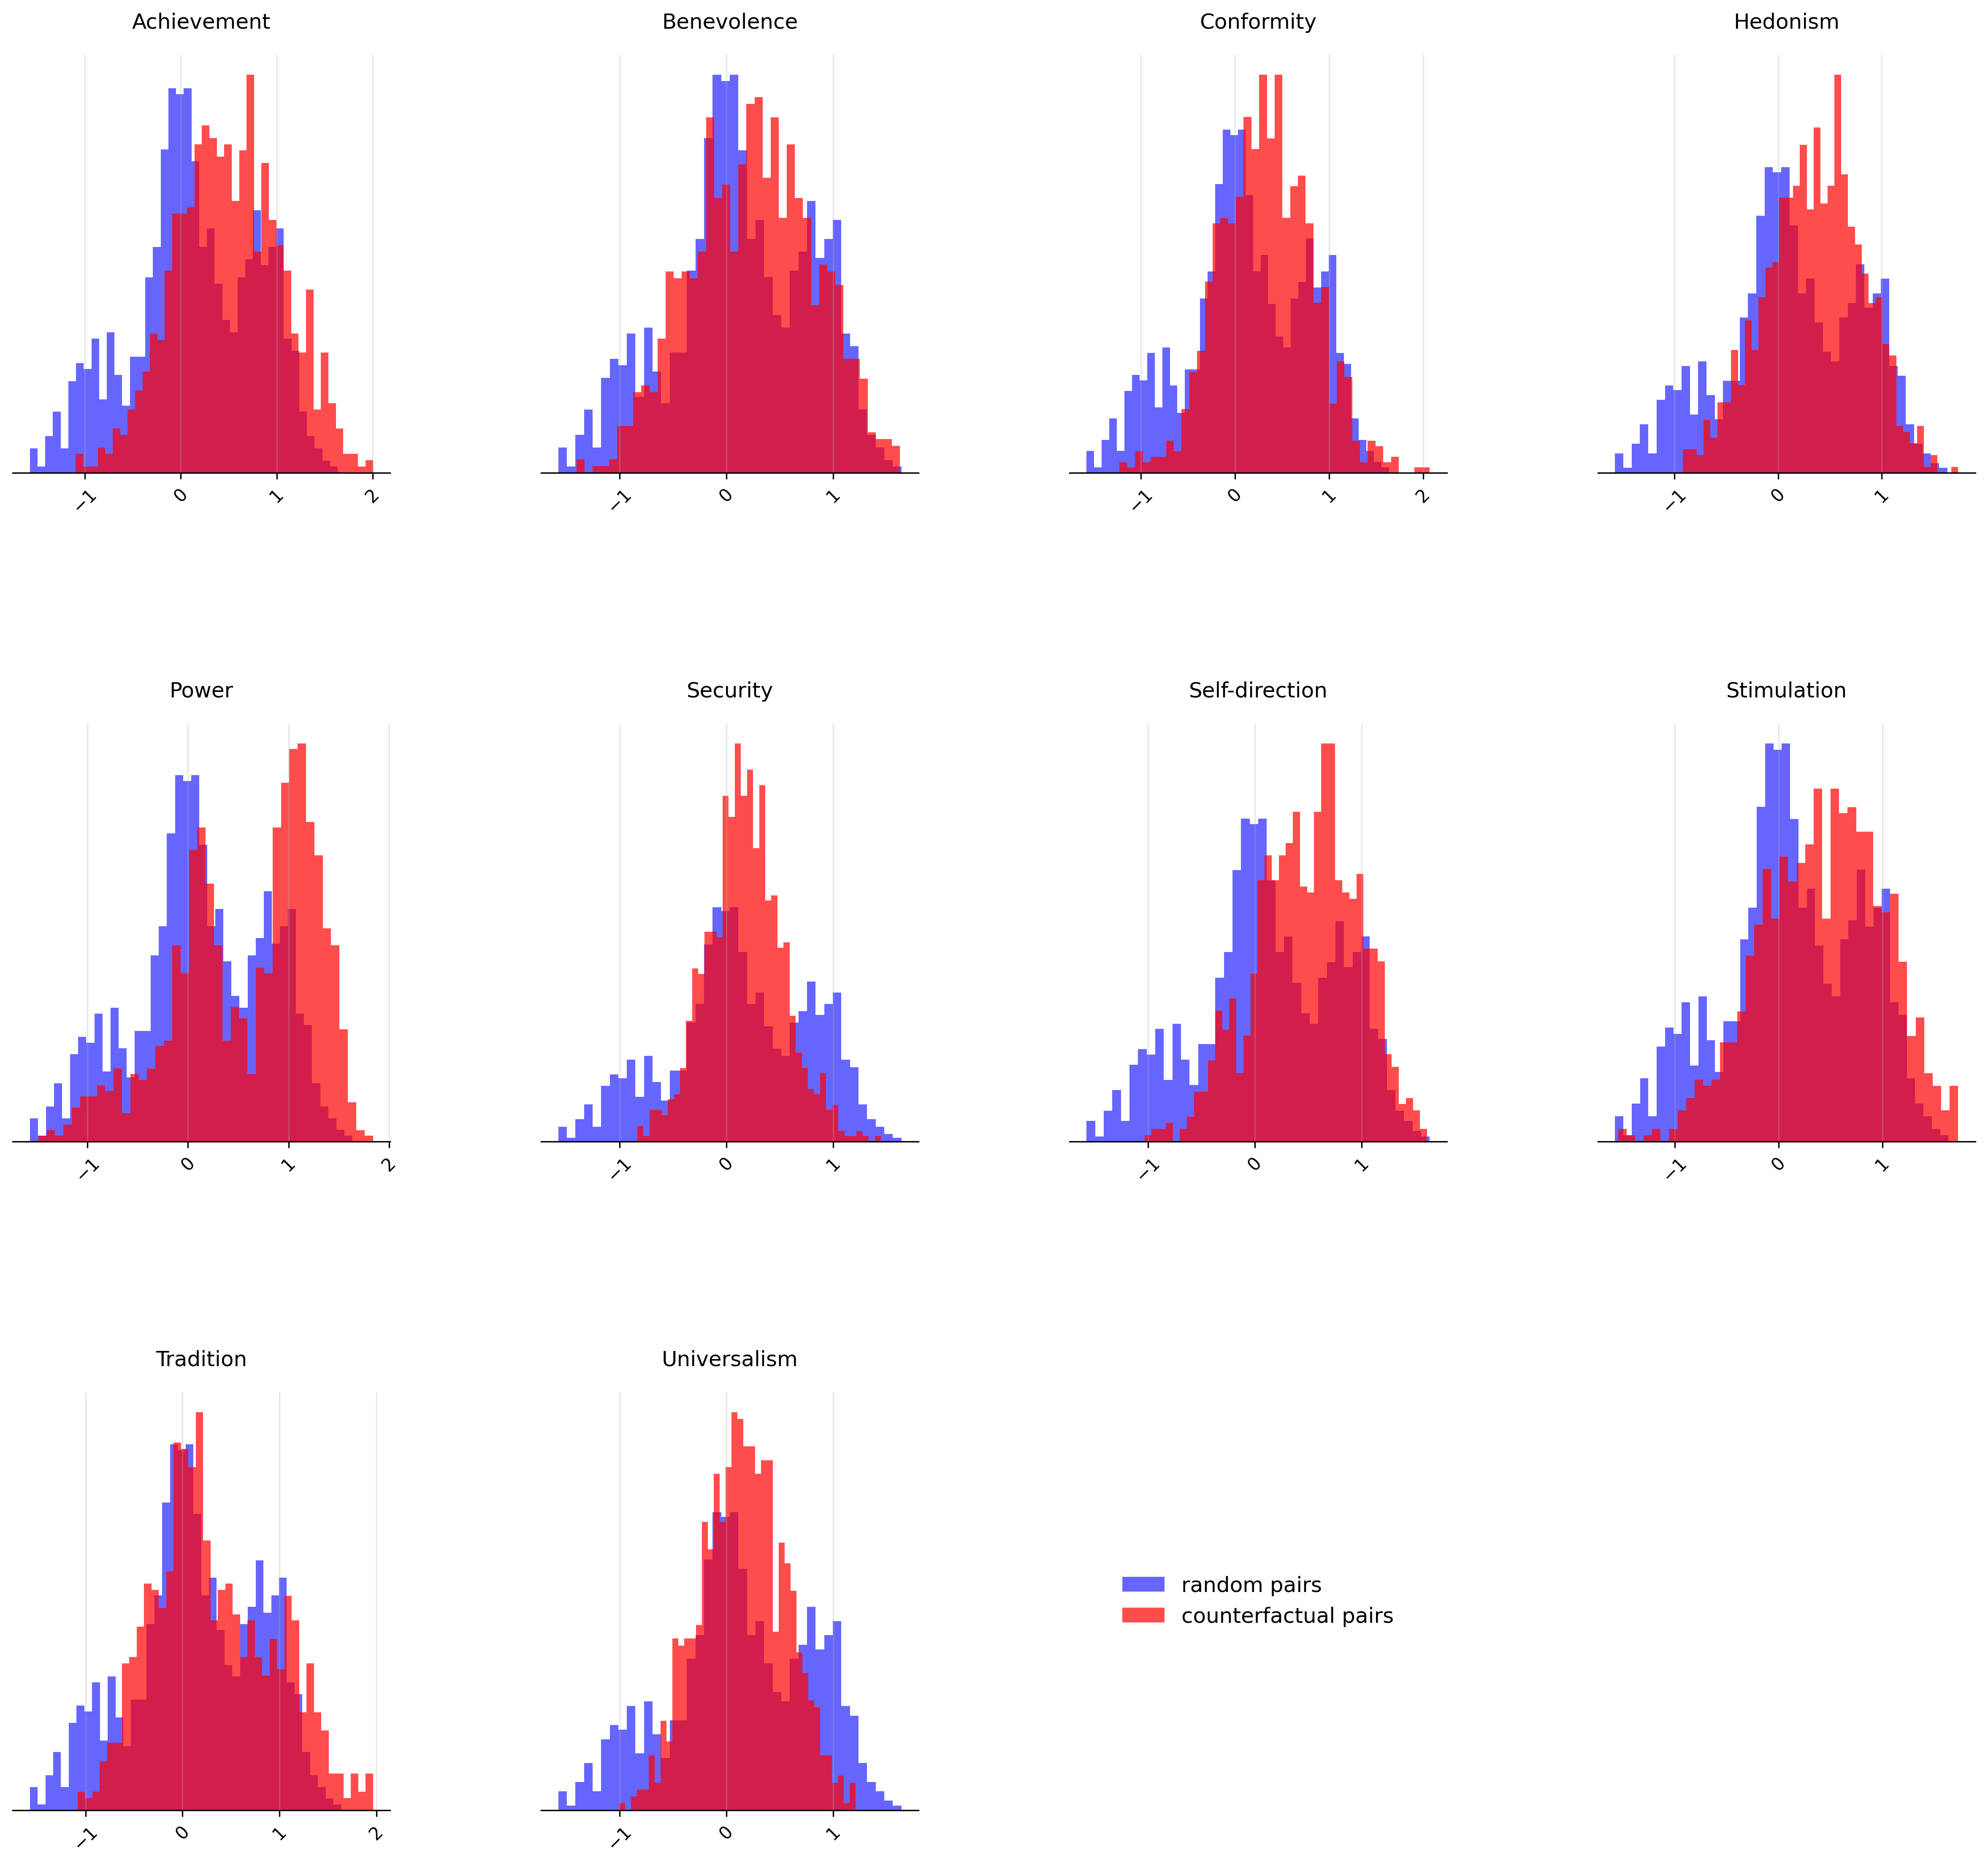 Achievement Benevolence Conformity Hedonism
−1 0 1 2 −1 0 1 −1 0 1 2 −1 0 1
Power Security Self-direction Stimulation
−1 0 1 2 −1 0 1 −1 0 1 −1 0 1
Tradition Universalism
random pairs
counterfactual pairs
−1 0 1 2 −1 0 1